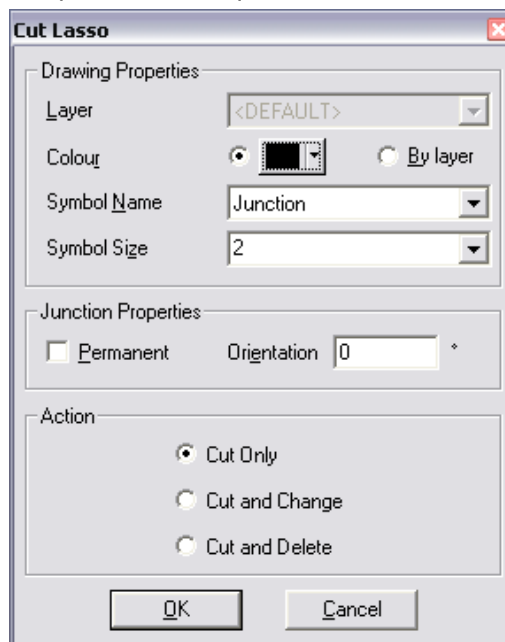 Cut Lasso
Drawing Properties
Layer <DEFAULT>
Colour By layer
Symbol Name Junction
Symbol Size 2
Junction Properties
Permanent Orientation 0 °
Action
Cut Only
Cut and Change
Cut and Delete
OK Cancel